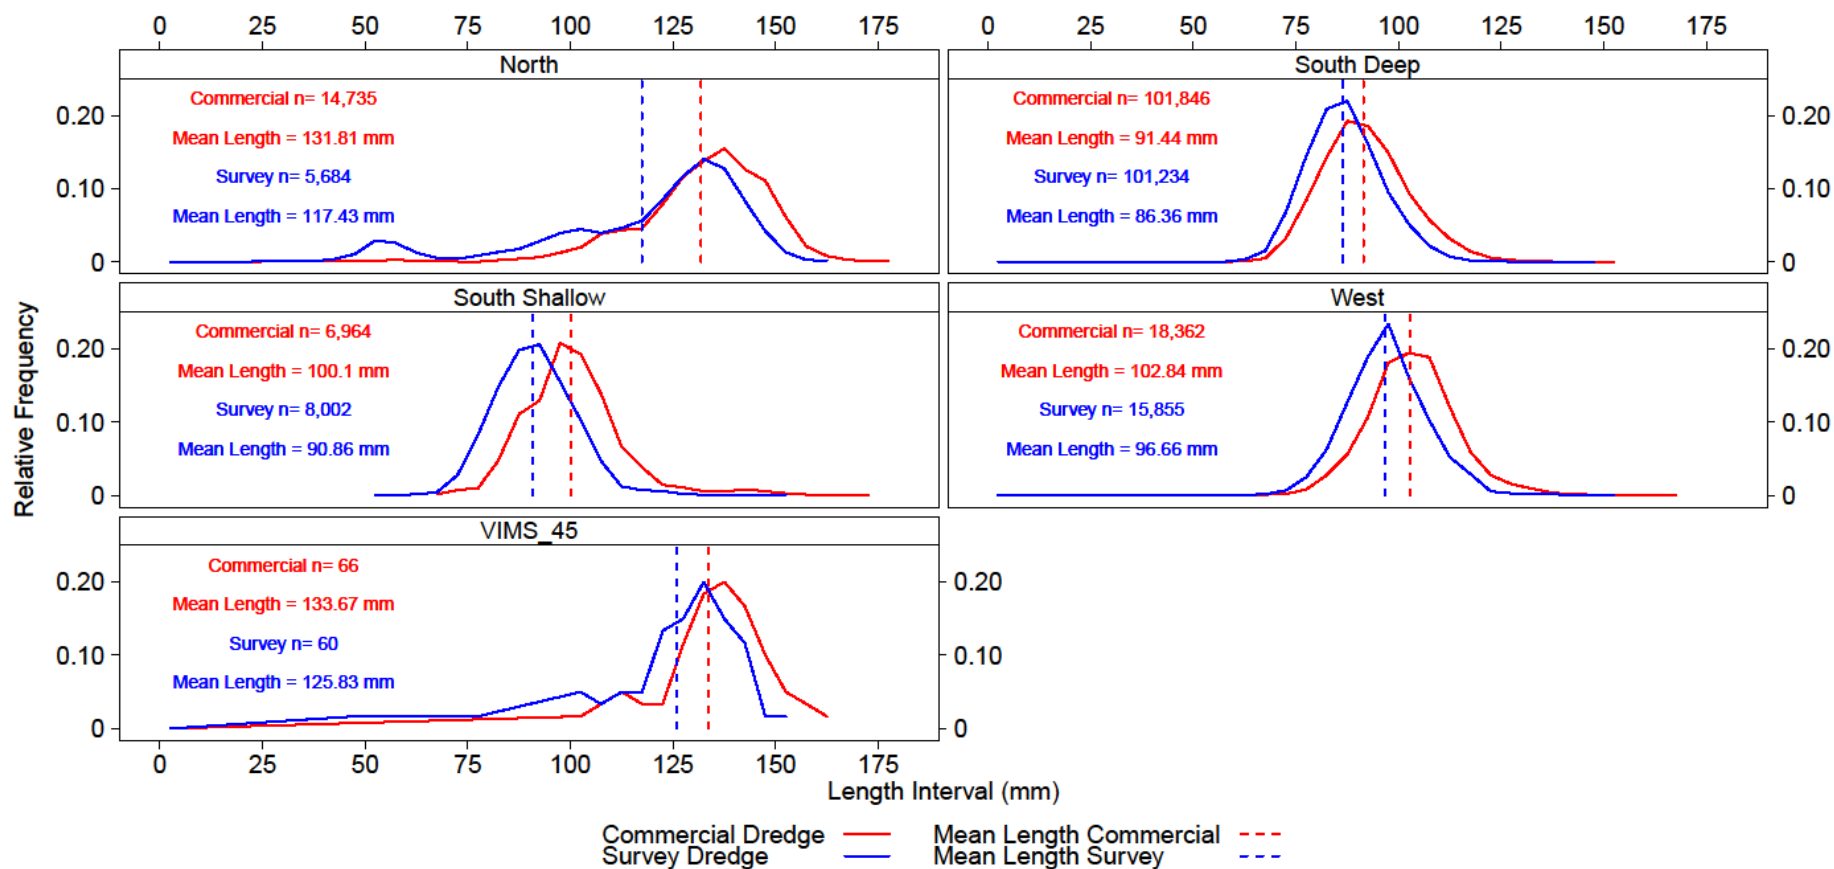 0 25 50 75 100 125 150 175 0 25 50 75 100 125 150 175
North
Commercial n= 14,735
Mean Length = 131.81 mm
Survey n= 5,684
Mean Length = 117.43 mm
0.20
0.10
0
South Deep
Commercial n= 101,846
Mean Length = 91.44 mm
Survey n= 101,234
Mean Length = 86.36 mm
0.20
0.10
0
Relative Frequency
South Shallow
Commercial n= 6,964
Mean Length = 100.1 mm
Survey n= 8,002
Mean Length = 90.86 mm
0.20
0.10
0
West
Commercial n= 18,362
Mean Length = 102.84 mm
Survey n= 15,855
Mean Length = 96.66 mm
0.20
0.10
0
VIMS_45
Commercial n= 66
Mean Length = 133.67 mm
Survey n= 60
Mean Length = 125.83 mm
0.20
0.10
0
0.20
0.10
0
0 25 50 75 100 125 150 175
Length Interval (mm)
Commercial Dredge Mean Length Commercial
Survey Dredge Mean Length Survey